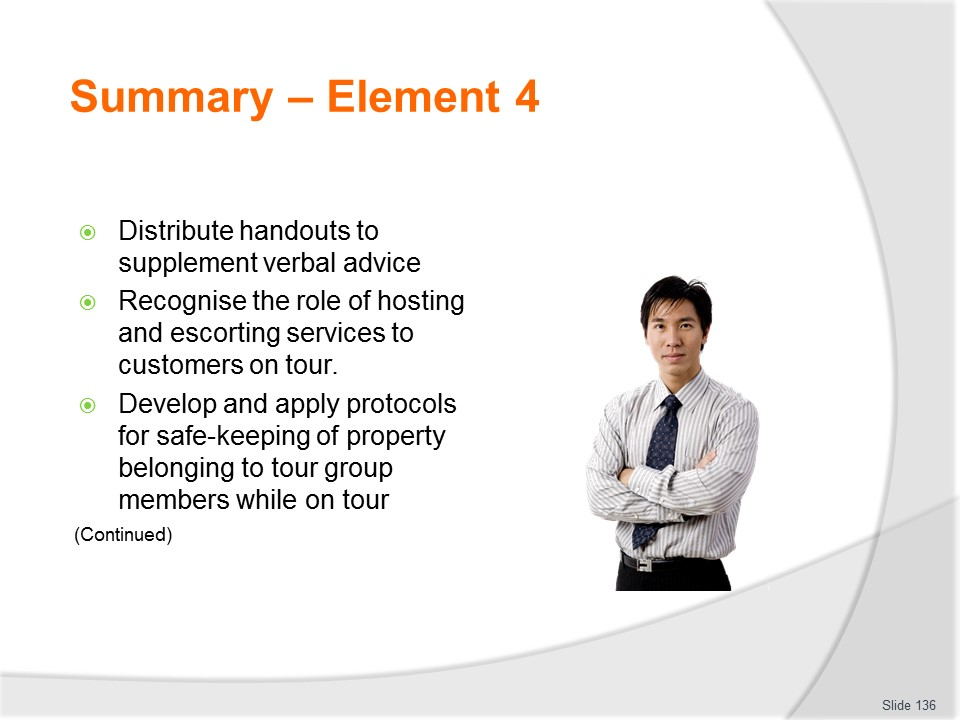 Summary – Element 4
Distribute handouts to
supplement verbal advice
Recognise the role of hosting
and escorting services to
customers on tour.
Develop and apply protocols
for safe-keeping of property
belonging to tour group
members while on tour
(Continued)
Slide 136